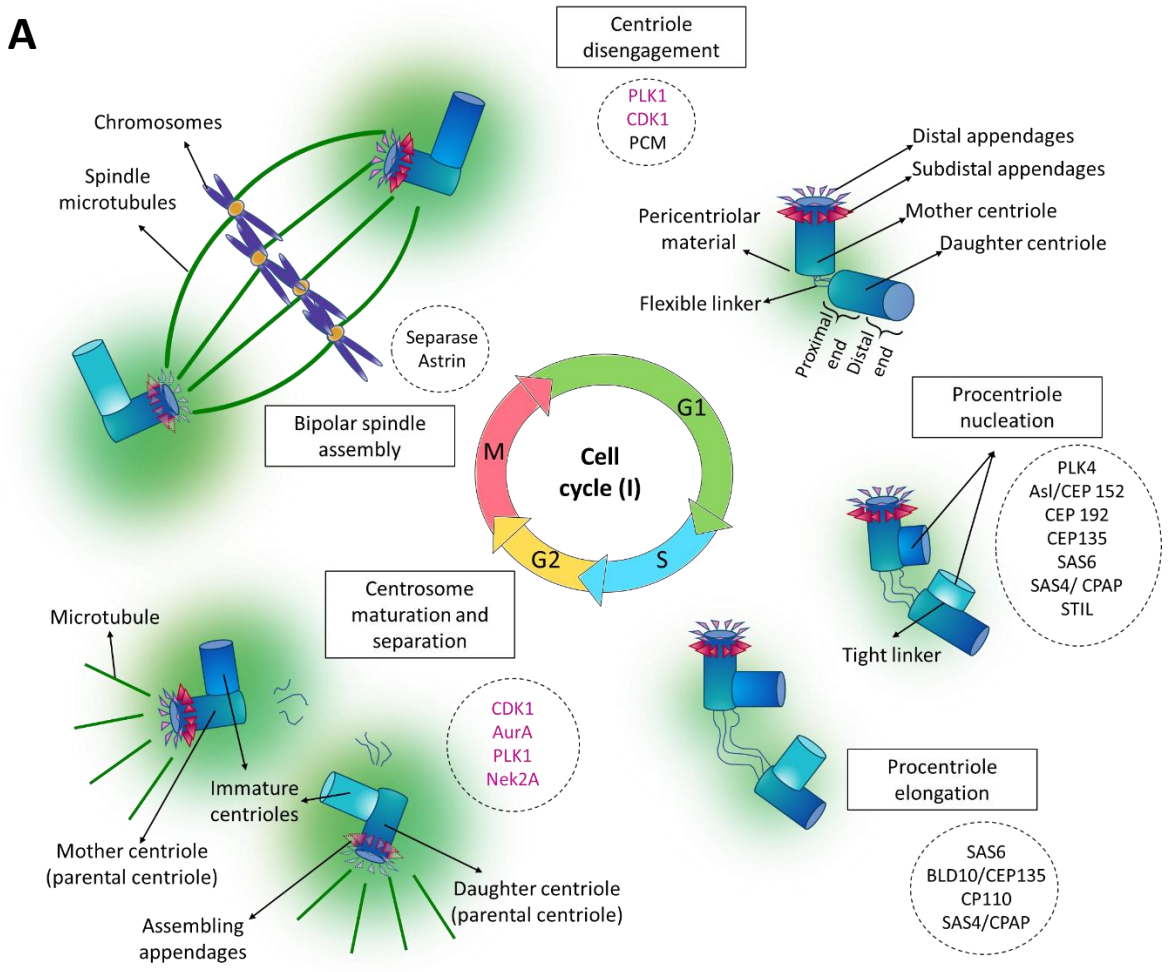 A
Centriole
disengagement
PLK1
CDK1
PCM
Chromosomes
Spindle
microtubules
Distal appendages
Subdistal appendages
Pericentriolar
material
Mother centriole
Daughter centriole
Flexible linker
Proximal
end
Distal
end
Separase
Astrin
Bipolar spindle
assembly
M
G1
S
G2
Cell
cycle (I)
Procentriole
nucleation
PLK4
Asl/CEP 152
CEP 192
CEP135
SAS6
SAS4/ CPAP
STIL
Tight linker
Centrosome
maturation and
separation
Microtubule
CDK1
AurA
PLK1
Nek2A
Immature
centrioles
Mother centriole
(parental centriole)
Assembling
appendages
Daughter centriole
(parental centriole)
Procentriole
elongation
SAS6
BLD10/CEP135
CP110
SAS4/CPAP